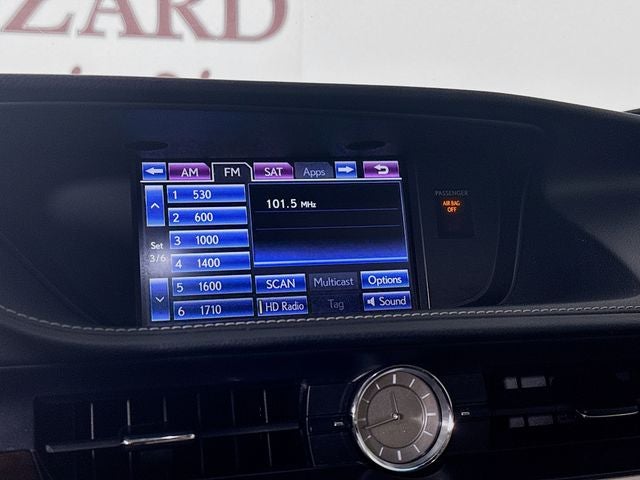 ZARD
AM FM SAT Apps
1 530
2 600
3 1000
4 1400
5 1600
6 1710
Set
3/6
101.5 MHz
SCAN Multicast Options
HD Radio Tag Sound
PASSENGER
AIR BAG
OFF